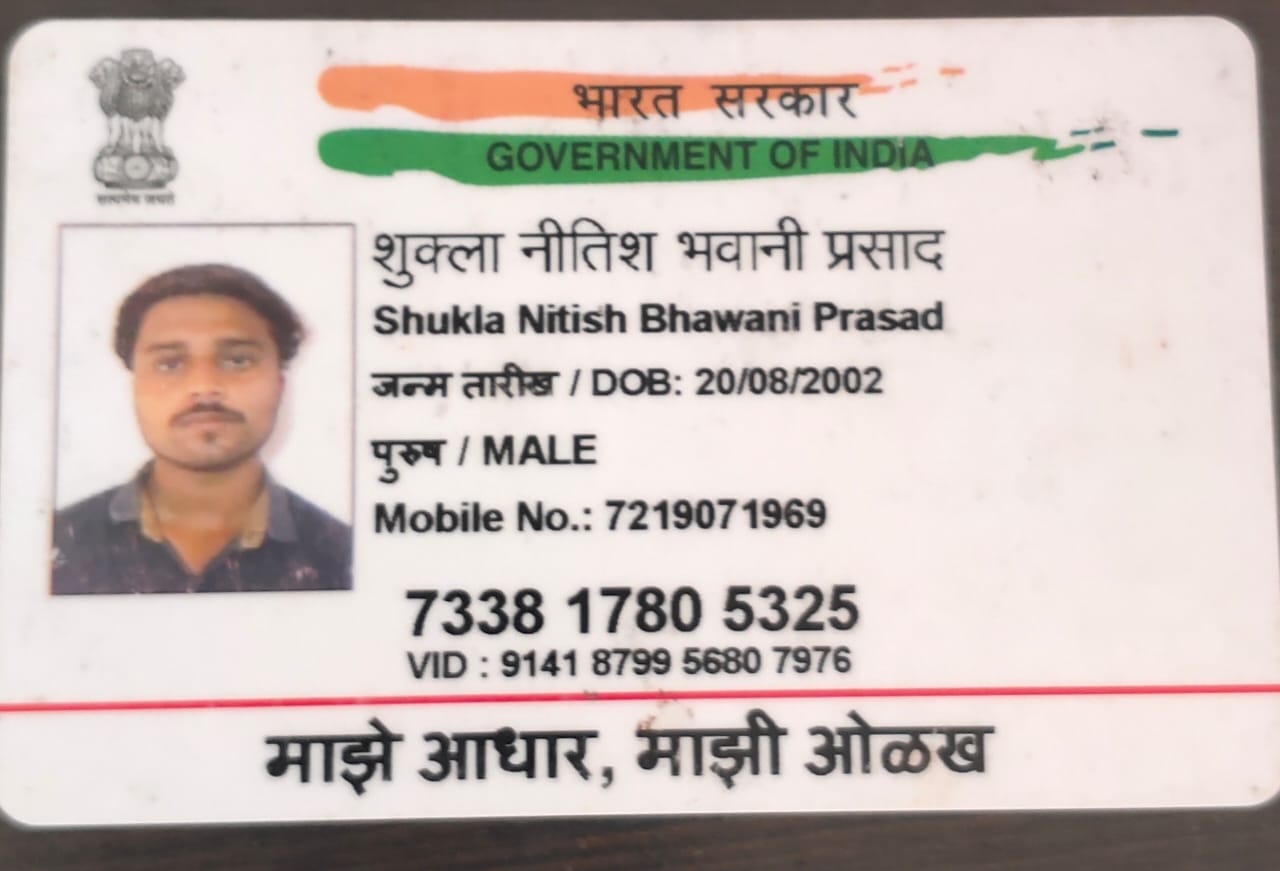 भारत सरकार
GOVERNMENT OF INDIA
सत्यमेव जयते
शुक्ला नीतिश भवानी प्रसाद
Shukla Nitish Bhawani Prasad
जन्म तारीख / DOB: 20/08/2002
पुरुष / MALE
Mobile No.: 7219071969
7338 1780 5325
VID : 9141 8799 5680 7976
माझे आधार, माझी ओळख